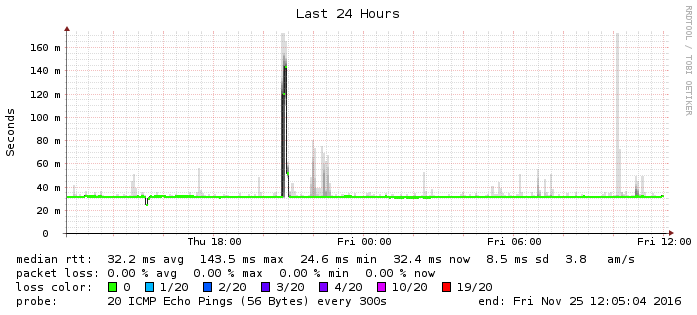 Last 24 Hours
RRDTOOL / TOBI OETIKER
Seconds
160 m
140 m
120 m
100 m
80 m
60 m
40 m
20 m
0
Thu 18:00 Fri 00:00 Fri 06:00 Fri 12:00
median rtt: 32.2 ms avg 143.5 ms max 24.6 ms min 32.4 ms now 8.5 ms sd 3.8 am/s
packet loss: 0.00 % avg 0.00 % max 0.00 % min 0.00 % now
loss color: 0 1/20 2/20 3/20 4/20 10/20 19/20
probe: 20 ICMP Echo Pings (56 Bytes) every 300s end: Fri Nov 25 12:05:04 2016